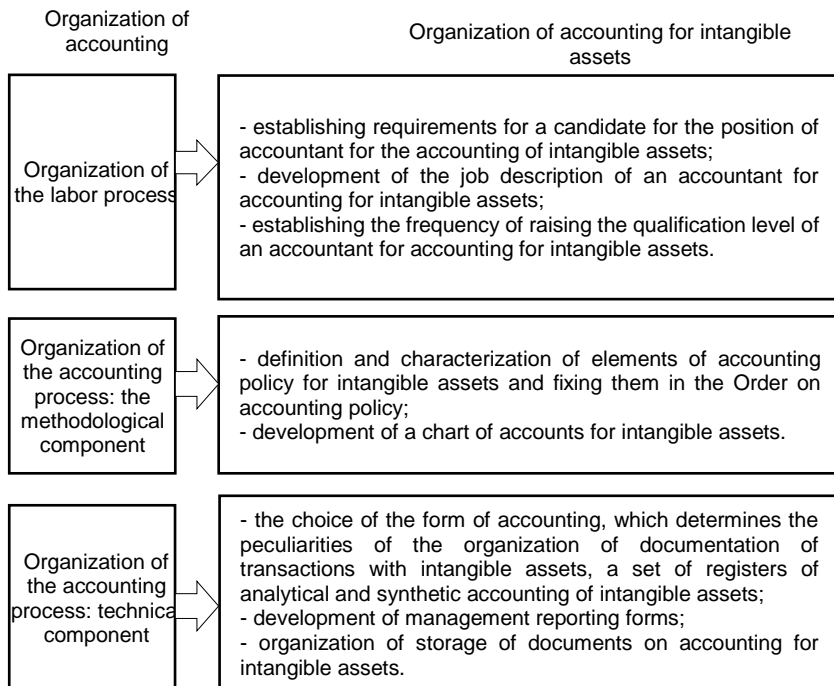 Organization of
accounting
Organization of accounting for intangible
assets
Organization of
the labor process
- establishing requirements for a candidate for the position of
accountant for the accounting of intangible assets;
- development of the job description of an accountant for
accounting for intangible assets;
- establishing the frequency of raising the qualification level of
an accountant for accounting for intangible assets.
Organization of
the accounting
process: the
methodological
component
- definition and characterization of elements of accounting
policy for intangible assets and fixing them in the Order on
accounting policy;
- development of a chart of accounts for intangible assets.
Organization of
the accounting
process: technical
component
- the choice of the form of accounting, which determines the
peculiarities of the organization of documentation of
transactions with intangible assets, a set of registers of
analytical and synthetic accounting of intangible assets;
- development of management reporting forms;
- organization of storage of documents on accounting for
intangible assets.